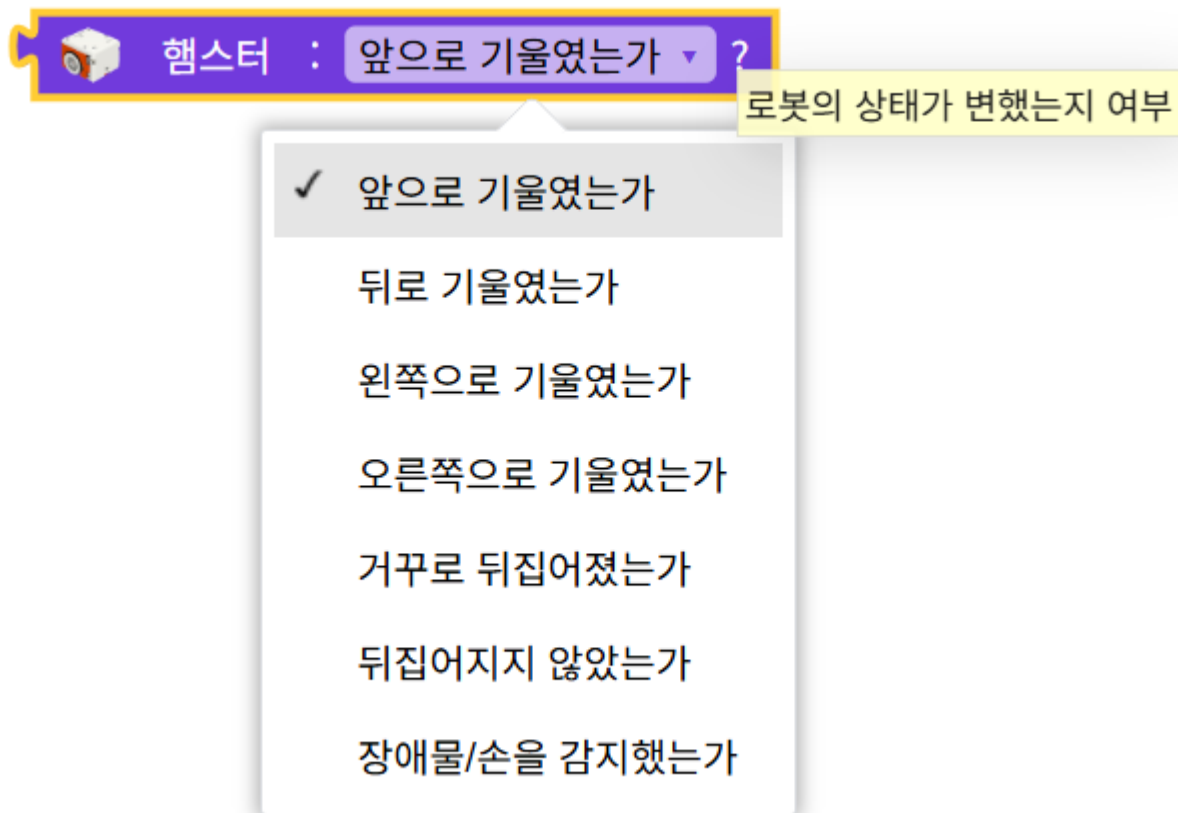 햄스터 : 앞으로 기울였는가 ▾ ?
로봇의 상태가 변했는지 여부
✓ 앞으로 기울였는가
뒤로 기울였는가
왼쪽으로 기울였는가
오른쪽으로 기울였는가
거꾸로 뒤집어졌는가
뒤집어지지 않았는가
장애물/손을 감지했는가